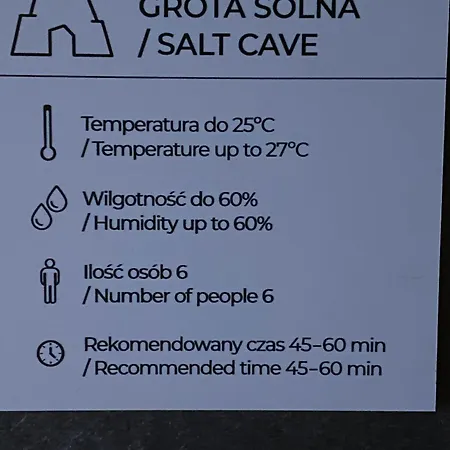 GROTA SOLNA
/ SALT CAVE
Temperatura do 25°C
/ Temperature up to 27°C
Wilgotność do 60%
/ Humidity up to 60%
Ilość osób 6
/ Number of people 6
Rekomendowany czas 45-60 min
/ Recommended time 45-60 min